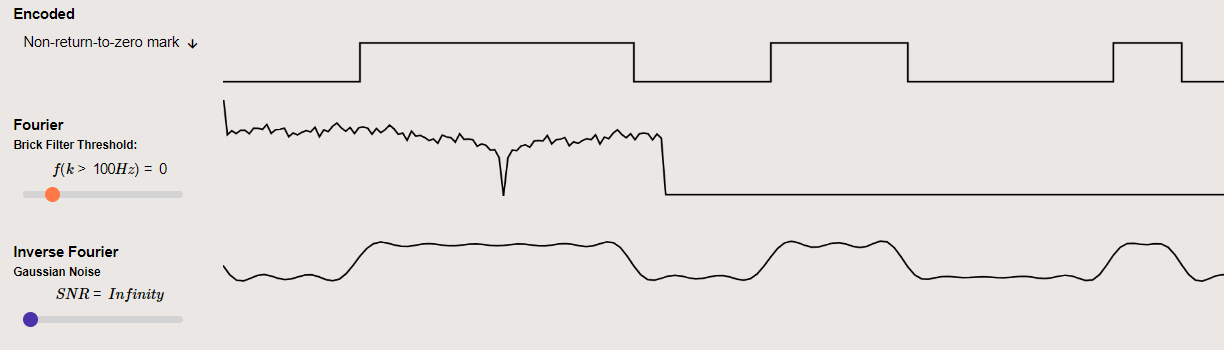 Encoded
Non-return-to-zero mark ↓
Fourier
Brick Filter Threshold:
f(k > 100Hz) = 0
Inverse Fourier
Gaussian Noise
SNR = Infinity